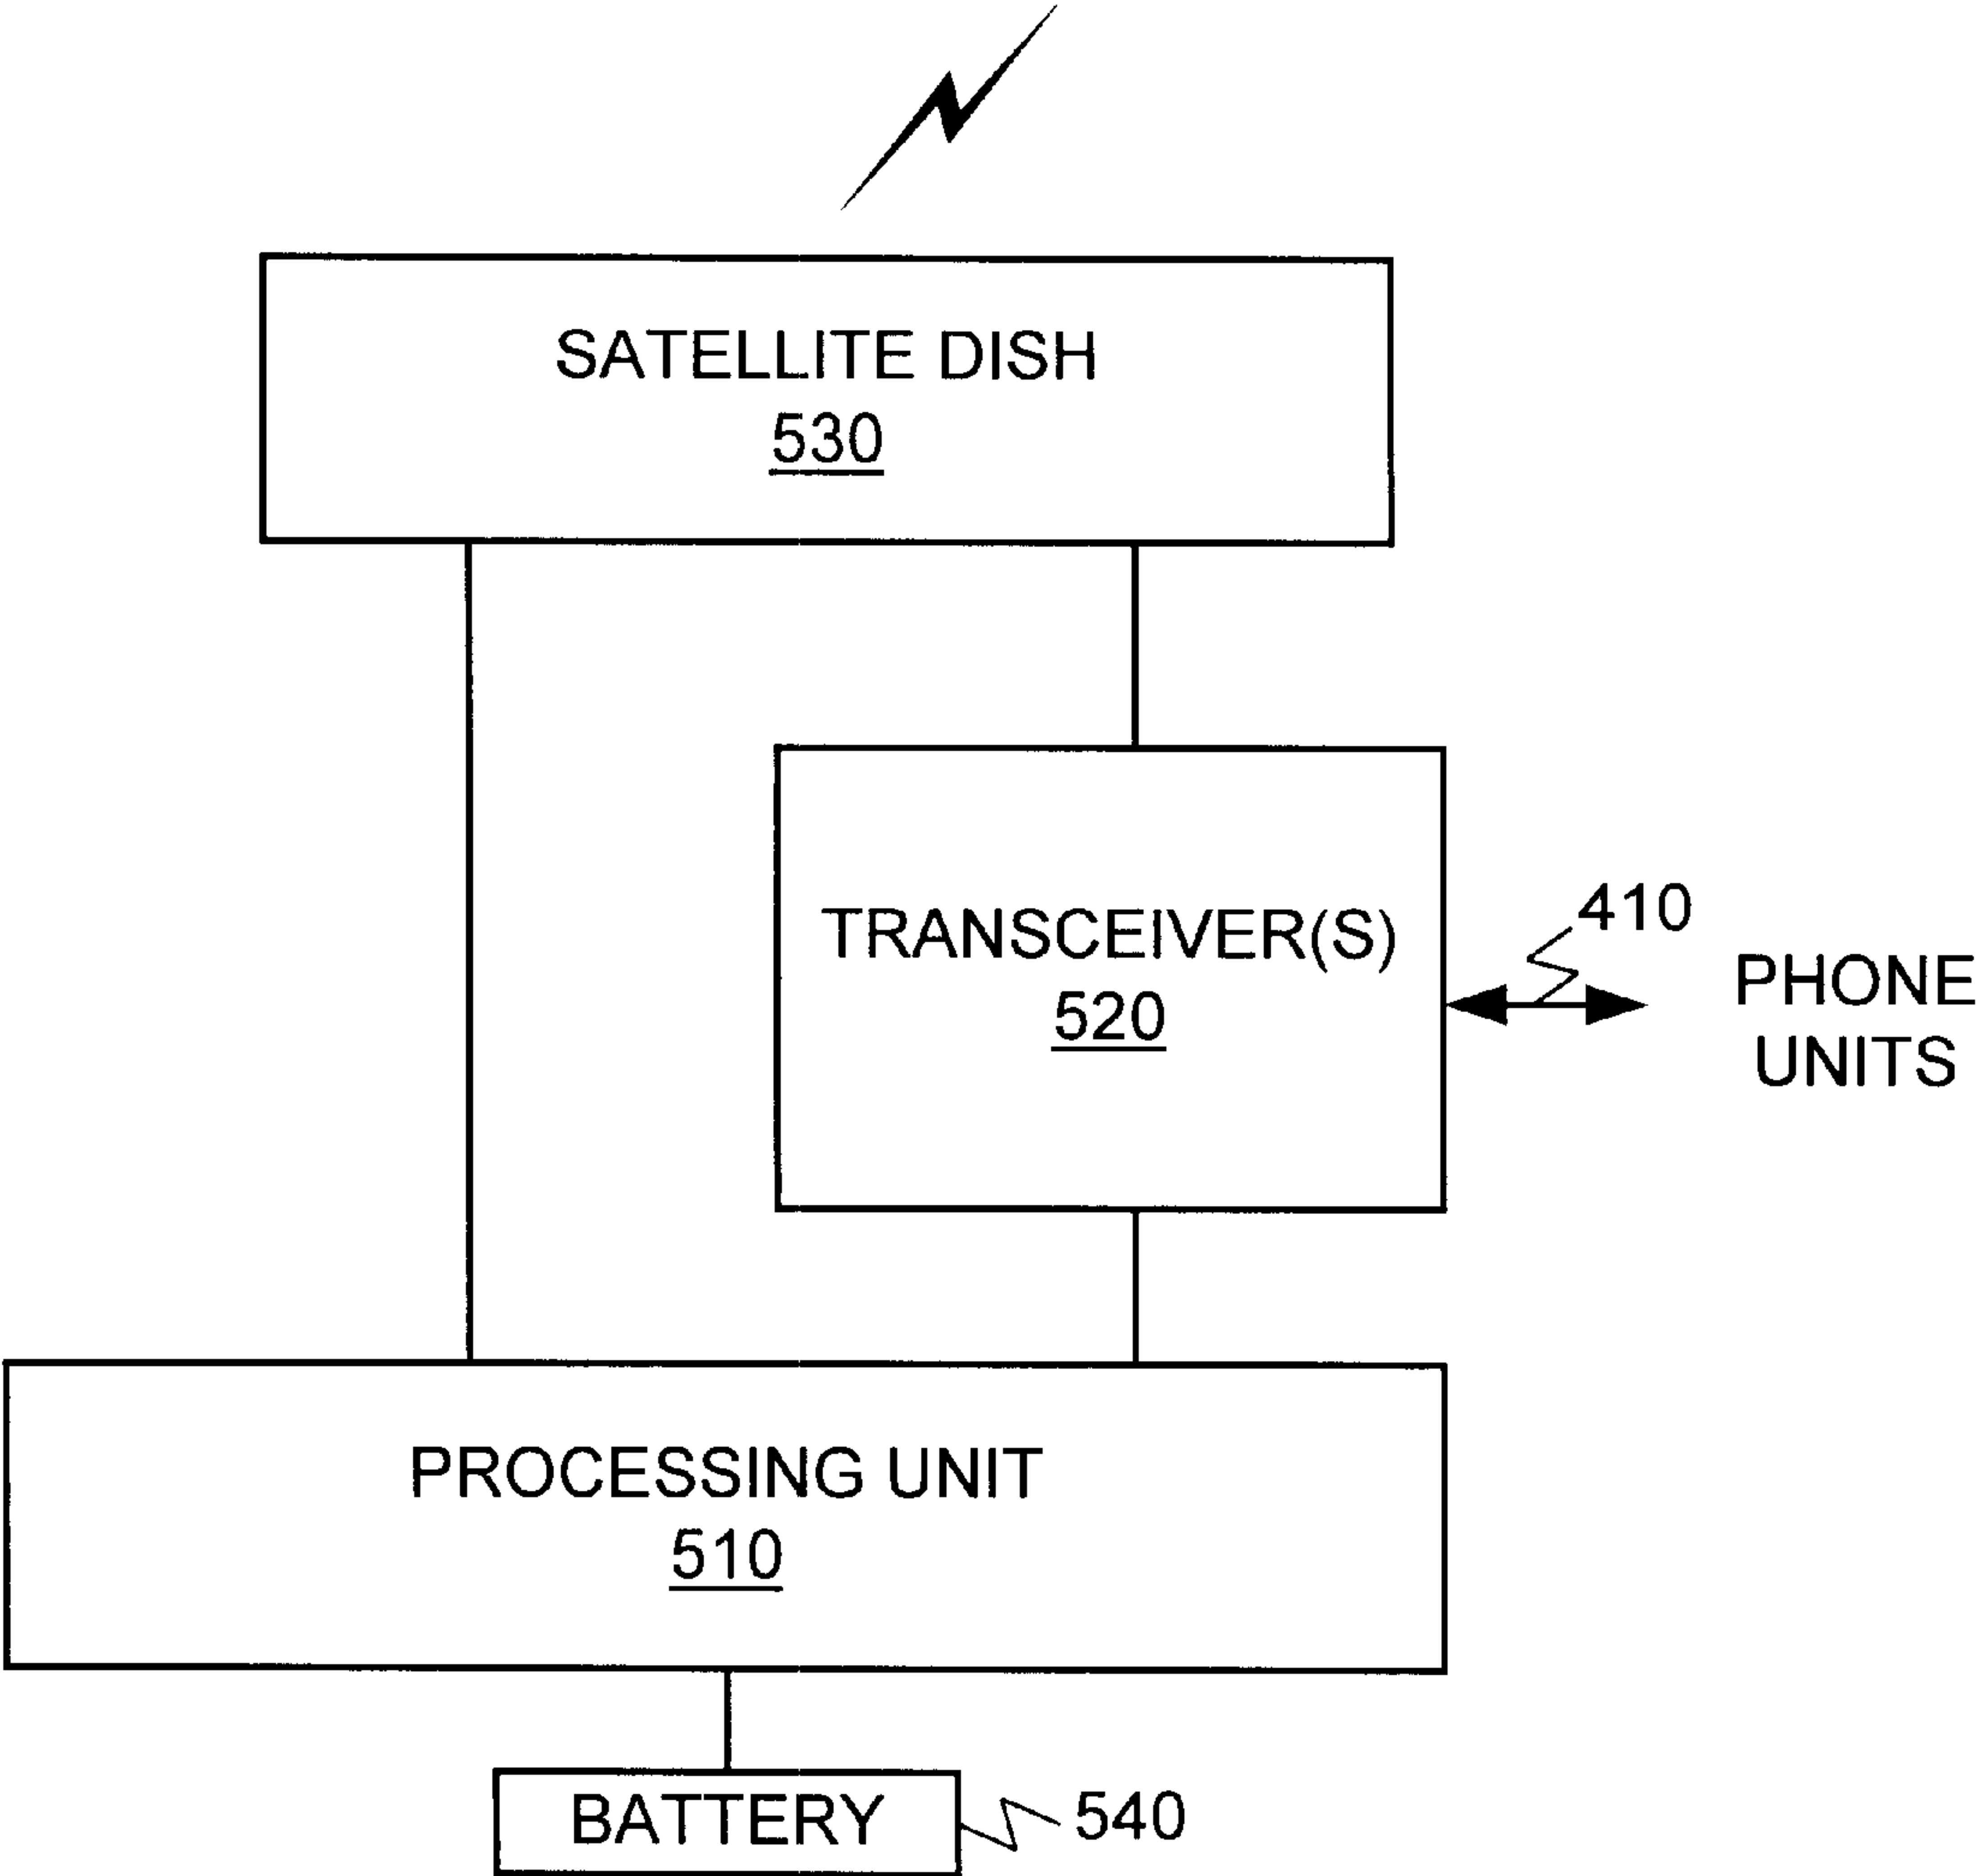 SATELLITE DISH
530
TRANSCEIVER(S)
520
410
PHONE
UNITS
PROCESSING UNIT
510
BATTERY
540